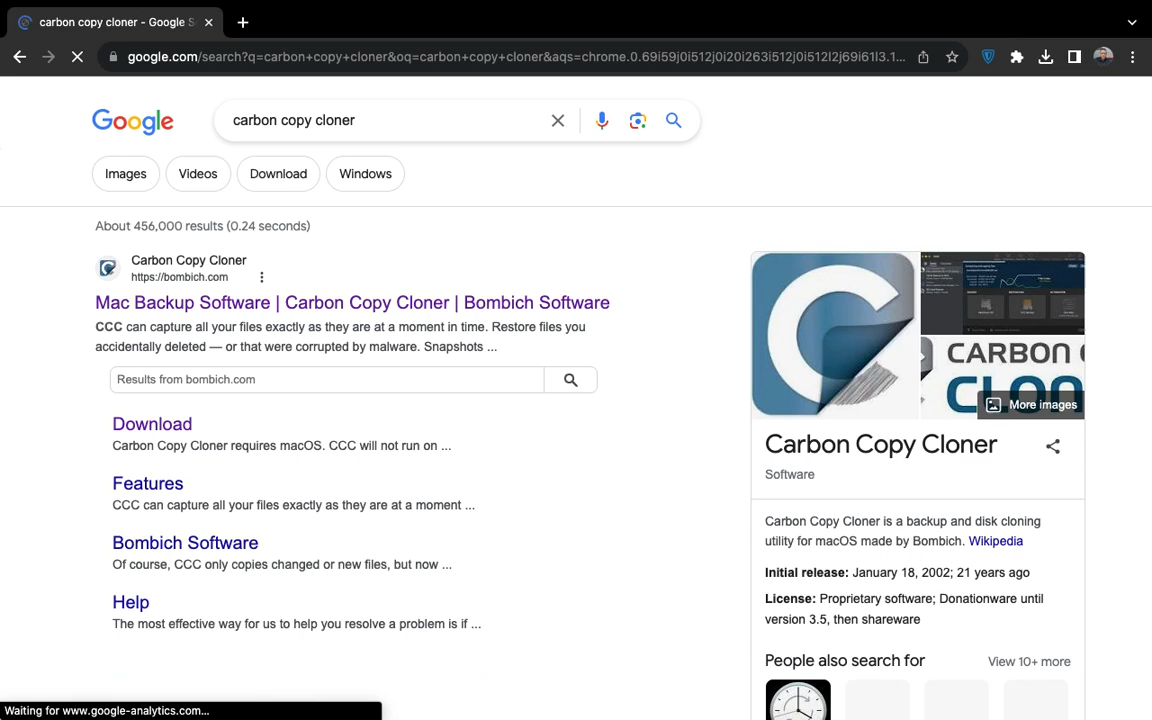 carbon copy cloner - Google S
google.com/search?q=carbon+copy+cloner&oq=carbon+copy+cloner&aqs=chrome.0.69i59j0i512j0i20i263i512j0i512l2j69i61l3.1...
Google
carbon copy cloner
Images
Videos
Download
Windows
About 456,000 results (0.24 seconds)
Carbon Copy Cloner
https://bombich.com
Mac Backup Software | Carbon Copy Cloner | Bombich Software
CCC can capture all your files exactly as they are at a moment in time. Restore files you
accidentally deleted — or that were corrupted by malware. Snapshots ...
Results from bombich.com
Download
Carbon Copy Cloner requires macOS. CCC will not run on ...
Features
CCC can capture all your files exactly as they are at a moment ...
Bombich Software
Of course, CCC only copies changed or new files, but now ...
Help
The most effective way for us to help you resolve a problem is if ...
CARBON
CLON
More images
Carbon Copy Cloner
Software
Carbon Copy Cloner is a backup and disk cloning
utility for macOS made by Bombich. Wikipedia
Initial release: January 18, 2002; 21 years ago
License: Proprietary software; Donationware until
version 3.5, then shareware
People also search for
View 10+ more
Waiting for www.google-analytics.com...